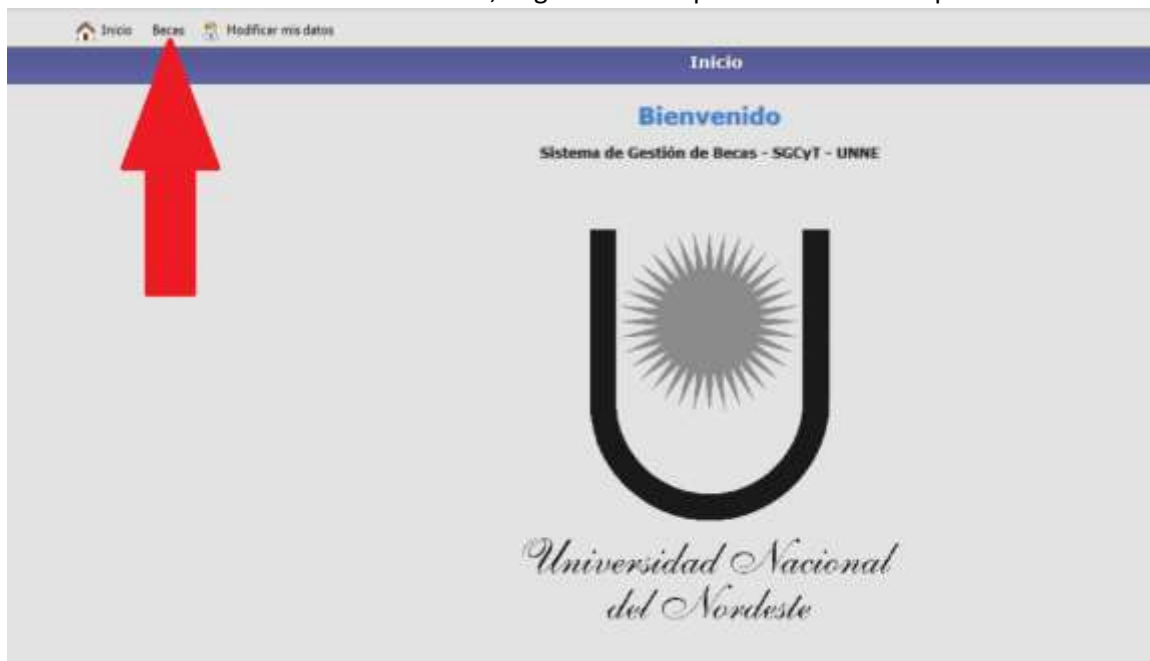 Inicio Becas Modificar mis datos
Inicio
Bienvenido
Sistema de Gestión de Becas - SGCyT - UNNE
Universidad Nacional
del Nordeste